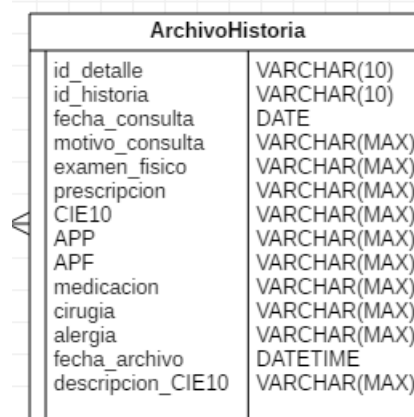 ArchivoHistoria
id_detalle VARCHAR(10)
id_historia VARCHAR(10)
fecha_consulta DATE
motivo_consulta VARCHAR(MAX)
examen_fisico VARCHAR(MAX)
prescripcion VARCHAR(MAX)
CIE10 VARCHAR(MAX)
APP VARCHAR(MAX)
APF VARCHAR(MAX)
medicacion VARCHAR(MAX)
cirugia VARCHAR(MAX)
alergia VARCHAR(MAX)
fecha_archivo DATETIME
descripcion_CIE10 VARCHAR(MAX)